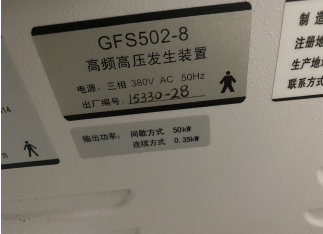 GFS502-8
高频高压发生装置
电源：三相 380V AC 50Hz
出厂编号：15330-28
输出功率：间歇方式 50kW
连续方式 0.35kW
制 造
注册地
生产地
联系方式
14
R